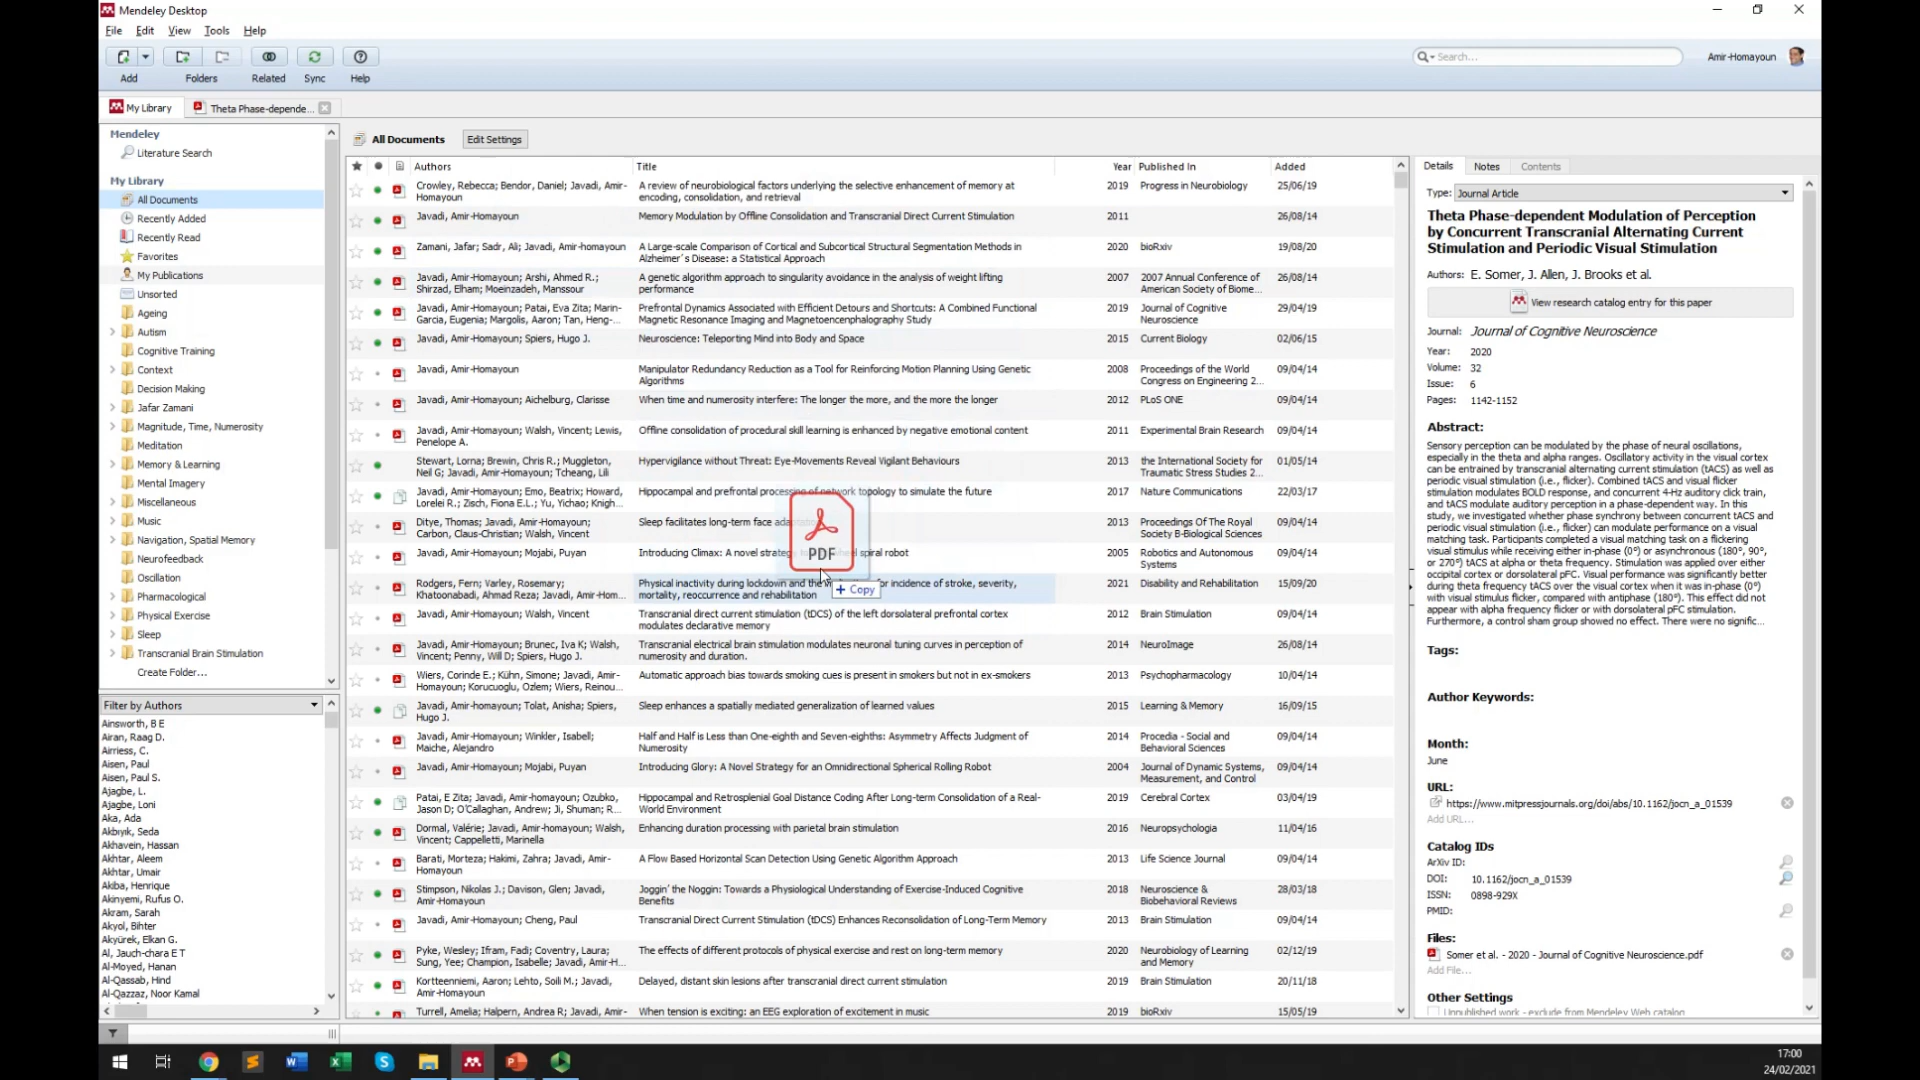 Mendeley Desktop
File Edit View Tools Help
Add Folders Related Sync Help
Search...
Amir-Homayoun
My Library
Theta Phase-depende...
Mendeley
Literature Search
My Library
All Documents
Recently Added
Recently Read
Favorites
My Publications
Unsorted
Ageing
Autism
Cognitive Training
Context
Decision Making
Jafar Zamani
Magnitude, Time, Numerosity
Meditation
Memory & Learning
Mental Imagery
Miscellaneous
Music
Navigation, Spatial Memory
Neurofeedback
Oscillation
Pharmacological
Physical Exercise
Sleep
Transcranial Brain Stimulation
Create Folder...
Filter by Authors
Ainsworth, B E
Airan, Raag D.
Airriess, C.
Aisen, Paul
Aisen, Paul S.
Ajagbe, L.
Ajagbe, Loni
Aka, Ada
Akbıyık, Seda
Akhavein, Hassan
Akhtar, Aleem
Akhtar, Umair
Akiba, Henrique
Akinyemi, Rufus O.
Akram, Sarah
Akyol, Bihter
Akyürek, Elkan G.
Al, Jauch-chara E T
Al-Moyed, Hanan
Al-Qassab, Hind
Al-Qazzaz, Noor Kamal
All Documents Edit Settings
Authors Title Year Published In Added
Crowley, Rebecca; Bendor, Daniel; Javadi, Amir- A review of neurobiological factors underlying the selective enhancement of memory at 2019 Progress in Neurobiology 25/06/19
Homayoun encoding, consolidation, and retrieval
Javadi, Amir-Homayoun Memory Modulation by Offline Consolidation and Transcranial Direct Current Stimulation 2011 26/08/14
Zamani, Jafar; Sadr, Ali; Javadi, Amir-homayoun A Large-scale Comparison of Cortical and Subcortical Structural Segmentation Methods in 2020 bioRxiv 19/08/20
Alzheimer´s Disease: a Statistical Approach
Javadi, Amir-Homayoun; Arshi, Ahmed R.; A genetic algorithm approach to singularity avoidance in the analysis of weight lifting 2007 2007 Annual Conference of 26/08/14
Shirzad, Elham; Moeinzadeh, Manssour performance American Society of Biome...
Javadi, Amir-Homayoun; Patai, Eva Zita; Marin- Prefrontal Dynamics Associated with Efficient Detours and Shortcuts: A Combined Functional 2019 Journal of Cognitive 29/04/19
Garcia, Eugenia; Margolis, Aaron; Tan, Heng-... Magnetic Resonance Imaging and Magnetoencenphalography Study Neuroscience
Javadi, Amir-Homayoun; Spiers, Hugo J. Neuroscience: Teleporting Mind into Body and Space 2015 Current Biology 02/06/15
Javadi, Amir-Homayoun Manipulator Redundancy Reduction as a Tool for Reinforcing Motion Planning Using Genetic 2008 Proceedings of the World 09/04/14
Algorithms Congress on Engineering 2...
Javadi, Amir-Homayoun; Aichelburg, Clarisse When time and numerosity interfere: The longer the more, and the more the longer 2012 PLoS ONE 09/04/14
Javadi, Amir-Homayoun; Walsh, Vincent; Lewis, Offline consolidation of procedural skill learning is enhanced by negative emotional content 2011 Experimental Brain Research 09/04/14
Penelope A.
Stewart, Lorna; Brewin, Chris R.; Muggleton, Hypervigilance without Threat: Eye-Movements Reveal Vigilant Behaviours 2013 the International Society for 01/05/14
Neil G; Javadi, Amir-Homayoun; Tcheang, Lili Traumatic Stress Studies 2...
Javadi, Amir-Homayoun; Emo, Beatrix; Howard, Hippocampal and prefrontal processing of network topology to simulate the future 2017 Nature Communications 22/03/17
Lorelei R.; Zisch, Fiona E.L.; Yu, Yichao; Knigh...
Ditye, Thomas; Javadi, Amir-Homayoun; Sleep facilitates long-term face 2013 Proceedings Of The Royal 09/04/14
Carbon, Claus-Christian; Walsh, Vincent Society B-Biological Sciences
Javadi, Amir-Homayoun; Mojabi, Puyan Introducing Climax: A novel strategy spiral robot 2005 Robotics and Autonomous 09/04/14
Systems
Rodgers, Fern; Varley, Rosemary; Physical inactivity during lockdown and the for incidence of stroke, severity, 2021 Disability and Rehabilitation 15/09/20
Khatoonabadi, Ahmad Reza; Javadi, Amir-Hom... mortality, reoccurrence and rehabilitation
PDF
Copy
Javadi, Amir-Homayoun; Walsh, Vincent Transcranial direct current stimulation (tDCS) of the left dorsolateral prefrontal cortex 2012 Brain Stimulation 09/04/14
modulates declarative memory
Javadi, Amir-Homayoun; Brunec, Iva K; Walsh, Transcranial electrical brain stimulation modulates neuronal tuning curves in perception of 2014 NeuroImage 26/08/14
Vincent; Penny, Will D; Spiers, Hugo J. numerosity and duration.
Wiers, Corinde E.; Kühn, Simone; Javadi, Amir- Automatic approach bias towards smoking cues is present in smokers but not in ex-smokers 2013 Psychopharmacology 10/04/14
Homayoun; Korucuoglu, Ozlem; Wiers, Reinou...
Javadi, Amir-Homayoun; Tolat, Anisha; Spiers, Sleep enhances a spatially mediated generalization of learned values 2015 Learning & Memory 16/09/15
Hugo J.
Javadi, Amir-Homayoun; Winkler, Isabell; Half and Half is Less than One-eighth and Seven-eighths: Asymmetry Affects Judgment of 2014 Procedia - Social and 09/04/14
Maiche, Alejandro Numerosity Behavioral Sciences
Javadi, Amir-Homayoun; Mojabi, Puyan Introducing Glory: A Novel Strategy for an Omnidirectional Spherical Rolling Robot 2004 Journal of Dynamic Systems, 09/04/14
Measurement, and Control
Patai, E Zita; Javadi, Amir-homayoun; Ozubko, Hippocampal and Retrosplenial Goal Distance Coding After Long-term Consolidation of a Real- 2019 Cerebral Cortex 03/04/19
Jason D; O'Callaghan, Andrew; Ji, Shuman; R... World Environment
Dormal, Valérie; Javadi, Amir-homayoun; Walsh, Enhancing duration processing with parietal brain stimulation 2016 Neuropsychologia 11/04/16
Vincent; Cappelletti, Marinella
Barati, Morteza; Hakimi, Zahra; Javadi, Amir- A Flow Based Horizontal Scan Detection Using Genetic Algorithm Approach 2013 Life Science Journal 09/04/14
Homayoun
Stimpson, Nikolas J.; Davison, Glen; Javadi, Joggin' the Noggin: Towards a Physiological Understanding of Exercise-Induced Cognitive 2018 Neuroscience & 28/03/18
Amir-Homayoun Benefits Biobehavioral Reviews
Javadi, Amir-Homayoun; Cheng, Paul Transcranial Direct Current Stimulation (tDCS) Enhances Reconsolidation of Long-Term Memory 2013 Brain Stimulation 09/04/14
Pyke, Wesley; Ifram, Fadi; Coventry, Laura; The effects of different protocols of physical exercise and rest on long-term memory 2020 Neurobiology of Learning 02/12/19
Sung, Yee; Champion, Isabelle; Javadi, Amir-H... and Memory
Kortteenniemi, Aaron; Lehto, Soili M.; Javadi, Delayed, distant skin lesions after transcranial direct current stimulation 2019 Brain Stimulation 20/11/18
Amir-Homayoun
Turrell, Amelia; Halpern, Andrea R; Javadi, Amir- When tension is exciting: an EEG exploration of excitement in music 2019 bioRxiv 15/05/19
Details Notes Contents
Type: Journal Article
Theta Phase-dependent Modulation of Perception
by Concurrent Transcranial Alternating Current
Stimulation and Periodic Visual Stimulation
Authors: E. Somer, J. Allen, J. Brooks et al.
View research catalog entry for this paper
Journal: Journal of Cognitive Neuroscience
Year: 2020
Volume: 32
Issue: 6
Pages: 1142-1152
Abstract:
Sensory perception can be modulated by the phase of neural oscillations,
especially in the theta and alpha ranges. Oscillatory activity in the visual cortex
can be entrained by transcranial alternating current stimulation (tACS) as well as
periodic visual stimulation (i.e., flicker). Combined tACS and visual flicker
stimulation modulates BOLD response, and concurrent 4-Hz auditory click train,
and tACS modulate auditory perception in a phase-dependent way. In this
study, we investigated whether phase synchrony between concurrent tACS and
periodic visual stimulation (i.e., flicker) can modulate performance on a visual
matching task. Participants completed a visual matching task on a flickering
visual stimulus while receiving either in-phase (0°) or asynchronous (180°, 90°,
or 270°) tACS at alpha or theta frequency. Stimulation was applied over either
occipital cortex or dorsolateral pFC. Visual performance was significantly better
during theta frequency tACS over the visual cortex when it was in-phase (0°)
with visual stimulus flicker, compared with antiphase (180°). This effect did not
appear with alpha frequency flicker or with dorsolateral pFC stimulation.
Furthermore, a control sham group showed no effect. There were no signific...
Tags:
Author Keywords:
Month:
June
URL:
https://www.mitpressjournals.org/doi/abs/10.1162/jocn_a_01539
Add URL...
Catalog IDs
ArXiv ID:
DOI: 10.1162/jocn_a_01539
ISSN: 0898-929X
PMID:
Files:
Somer et al. - 2020 - Journal of Cognitive Neuroscience.pdf
Add File...
Other Settings
Unpublished work - exclude from Mendeley Web catalog
17:00
24/02/2021